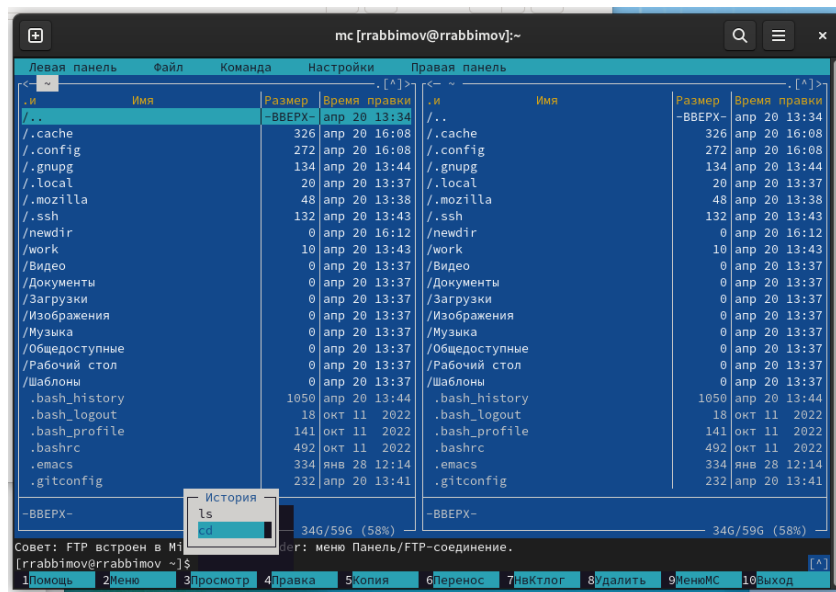 mc [rrabbimov@rrabbimov]:~
Левая панель Файл Команда Настройки Правая панель
<— ~ .[^]> <— ~ .[^]>
.и Имя Размер Время правки .и Имя Размер Время правки
/.. -ВВЕРХ- апр 20 13:34 /.. -ВВЕРХ- апр 20 13:34
/.cache 326 апр 20 16:08 /.cache 326 апр 20 16:08
/.config 272 апр 20 16:08 /.config 272 апр 20 16:08
/.gnupg 134 апр 20 13:44 /.gnupg 134 апр 20 13:44
/.local 20 апр 20 13:37 /.local 20 апр 20 13:37
/.mozilla 48 апр 20 13:38 /.mozilla 48 апр 20 13:38
/.ssh 132 апр 20 13:43 /.ssh 132 апр 20 13:43
/newdir 0 апр 20 16:12 /newdir 0 апр 20 16:12
/work 10 апр 20 13:43 /work 10 апр 20 13:43
/Видео 0 апр 20 13:37 /Видео 0 апр 20 13:37
/Документы 0 апр 20 13:37 /Документы 0 апр 20 13:37
/Загрузки 0 апр 20 13:37 /Загрузки 0 апр 20 13:37
/Изображения 0 апр 20 13:37 /Изображения 0 апр 20 13:37
/Музыка 0 апр 20 13:37 /Музыка 0 апр 20 13:37
/Общедоступные 0 апр 20 13:37 /Общедоступные 0 апр 20 13:37
/Рабочий стол 0 апр 20 13:37 /Рабочий стол 0 апр 20 13:37
/Шаблоны 0 апр 20 13:37 /Шаблоны 0 апр 20 13:37
.bash_history 1050 апр 20 13:44 .bash_history 1050 апр 20 13:44
.bash_logout 18 окт 11 2022 .bash_logout 18 окт 11 2022
.bash_profile 141 окт 11 2022 .bash_profile 141 окт 11 2022
.bashrc 492 окт 11 2022 .bashrc 492 окт 11 2022
.emacs 334 янв 28 12:14 .emacs 334 янв 28 12:14
.gitconfig 232 апр 20 13:41 .gitconfig 232 апр 20 13:41
История
-ВВЕРХ- ls -ВВЕРХ-
cd 34G/59G (58%) 34G/59G (58%)
Совет: FTP встроен в Mi der: меню Панель/FTP-соединение.
[rrabbimov@rrabbimov ~]$ [^]
1Помощь 2Меню 3Просмотр 4Правка 5Копия 6Перенос 7НвКтлог 8Удалить 9МенюMC 10Выход